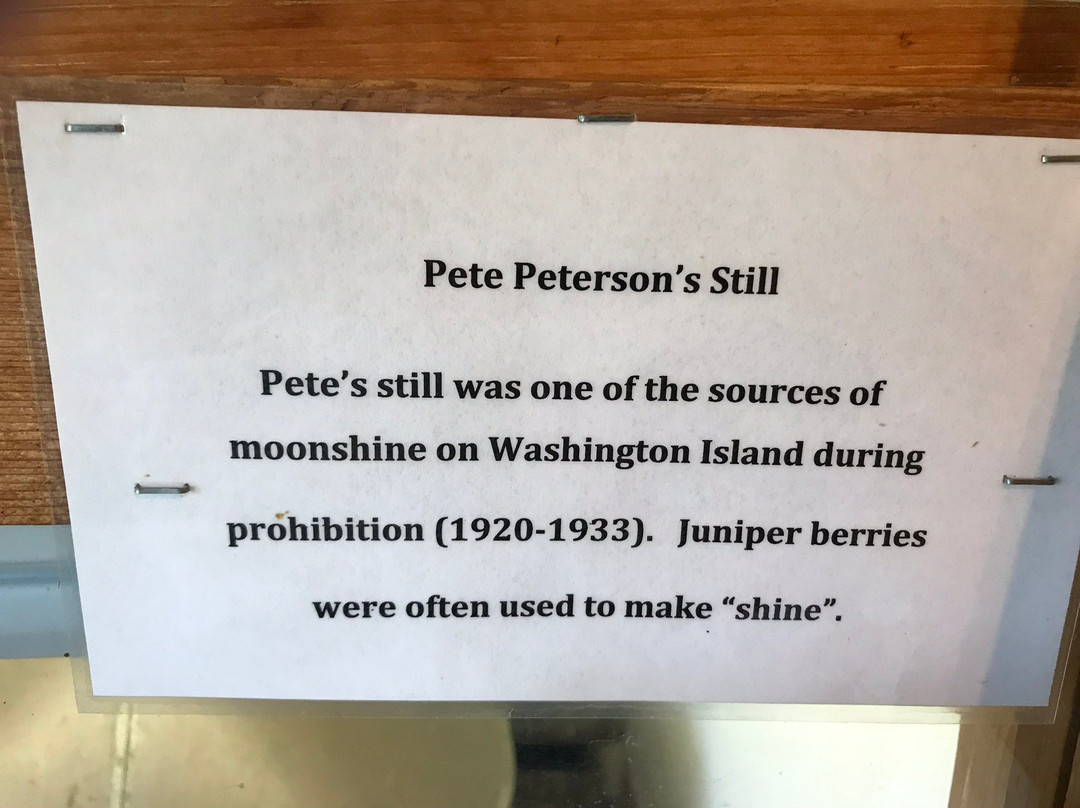 Pete Peterson’s Still
Pete’s still was one of the sources of
moonshine on Washington Island during
prohibition (1920-1933).   Juniper berries
were often used to make “shine”.